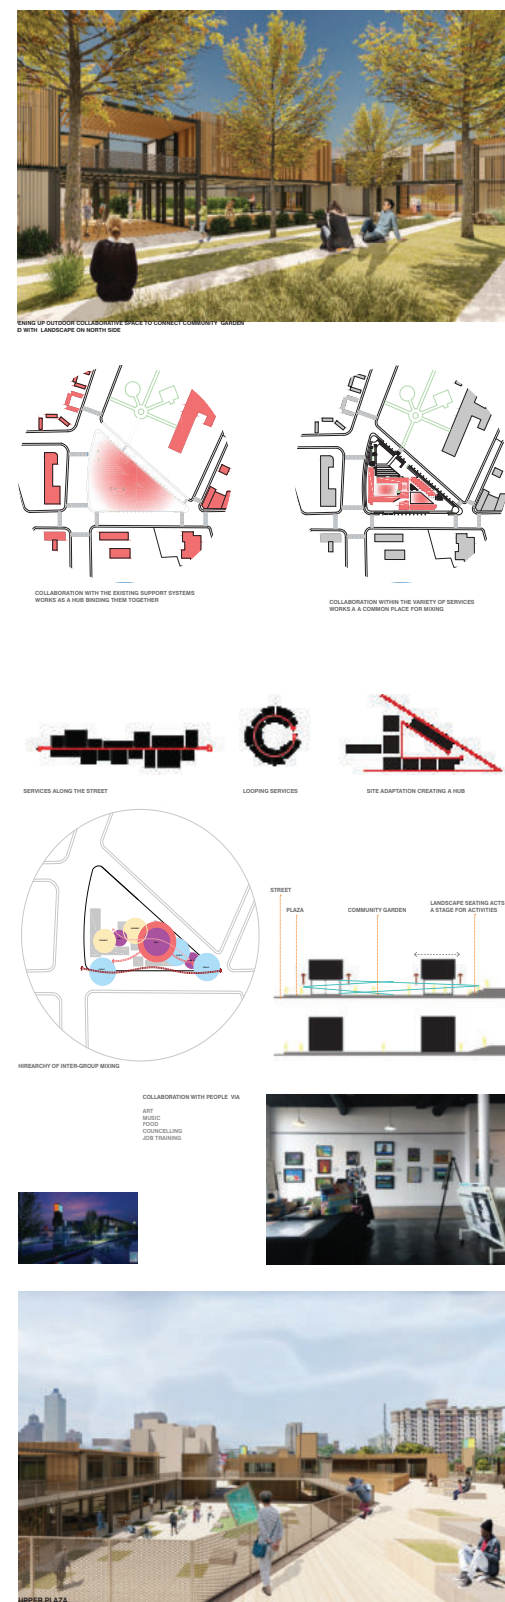 ENING UP OUTDOOR COLLABORATIVE SPACE TO CONNECT COMMUNITY GARDEN
D WITH LANDSCAPE ON NORTH SIDE
COLLABORATION WITH THE EXISTING SUPPORT SYSTEMS
WORKS AS A HUB BINDING THEM TOGETHER
COLLABORATION WITHIN THE VARIETY OF SERVICES
WORKS A A COMMON PLACE FOR MIXING
SERVICES ALONG THE STREET
LOOPING SERVICES
SITE ADAPTATION CREATING A HUB
STREET
PLAZA
COMMUNITY GARDEN
LANDSCAPE SEATING ACTS
A STAGE FOR ACTIVITIES
HIREARCHY OF INTER-GROUP MIXING
COLLABORATION WITH PEOPLE VIA
ART
MUSIC
FOOD
COUNCELLING
JOB TRAINING
UPPER PLAZA